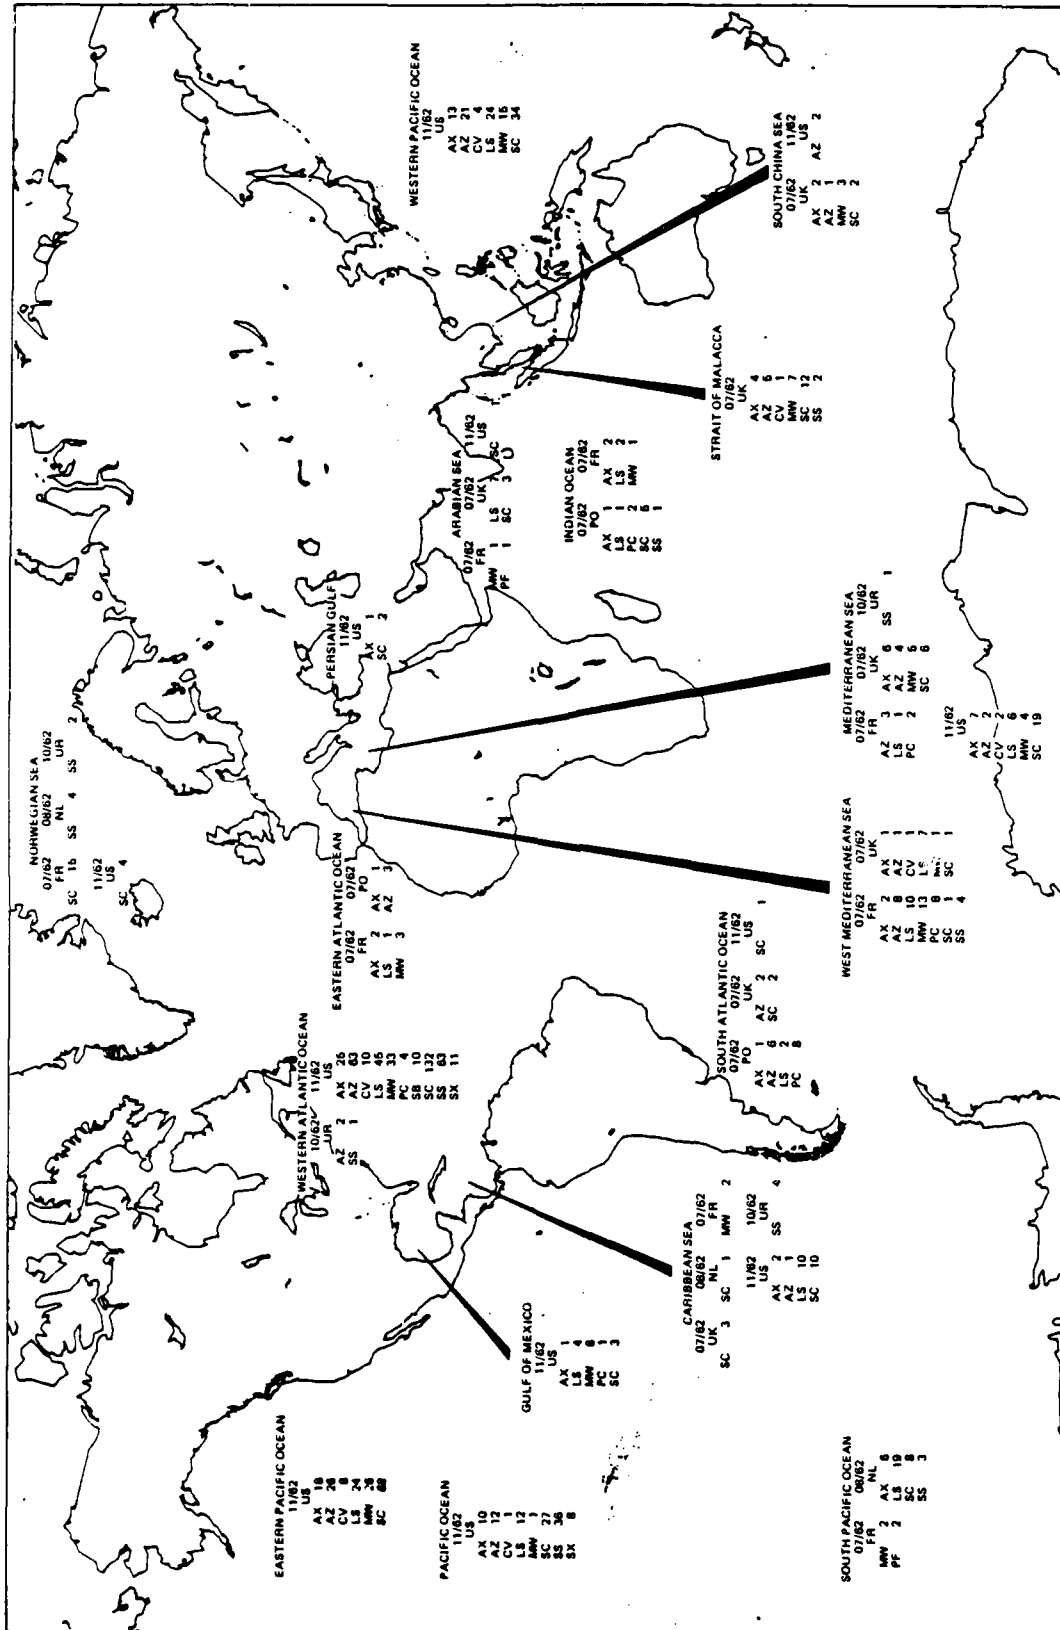 NORWEGIAN SEA
07/62 08/62 10/62
FR NL UR
SC 16 SS 4 SS 2
11/62
US
SC 4
WESTERN PACIFIC OCEAN
11/62
US
AX 13
AZ 21
CV 4
LS 24
MW 15
SC 34
EASTERN PACIFIC OCEAN
11/62
US
AX 18
AZ 26
CV 8
LS 24
MW 28
SC 69
WESTERN ATLANTIC OCEAN
10/62 11/62
UR US
AZ 2
SS 1
AX 26
AZ 63
CV 10
LS 45
MW 33
PC 4
SB 10
SC 132
SS 63
SX 11
EASTERN ATLANTIC OCEAN
07/62 07/62
FR PO
AX 2 AX 1
LS 1 AZ 3
MW 3
PERSIAN GULF
11/62
US
AX 1
SC 2
ARABIAN SEA
07/62 07/62 11/62
FR UK US
MW 1 LS 7 SC
PF 1 SC 3
PACIFIC OCEAN
11/62
US
AX 10
AZ 12
CV 1
LS 12
MW 1
SC 27
SS 36
SX 8
GULF OF MEXICO
11/62
US
AX 1
LS 4
MW 6
PC 1
SC 3
INDIAN OCEAN
07/62 07/62
PO FR
AX 1 AX 2
LS 1 LS 2
PC 2 MW 1
SC 5
SS 1
CARIBBEAN SEA
07/62 08/62 07/62
UK NL FR
SC 3 SC 1 MW 2
11/62 10/62
US UR
AX 2 SS 4
AZ 1
LS 10
SC 10
SOUTH ATLANTIC OCEAN
07/62 07/62 11/62
PO UK US
AX 1 AZ 2 SC 1
AZ 6 SC 2
LS 2
PC 8
STRAIT OF MALACCA
07/62
UK
AX 4
AZ 5
CV 1
MW 7
SC 12
SS 2
SOUTH CHINA SEA
07/62 11/62
UK US
AX 2 AZ 2
AZ 1
MW 3
SC 2
SOUTH PACIFIC OCEAN
07/62 08/62
FR NL
MW 2 AX 6
PF 2 LS 19
SC 8
SS 3
WEST MEDITERRANEAN SEA
07/62 07/62
FR UK
AX 2 AX 1
AZ 8 AZ 1
LS 10 CV 1
MW 13 LS 7
PC 8 1
SC 1 SC 1
SS 4
MEDITERRANEAN SEA
07/62 07/62 10/62
FR UK UR
AZ 3 AX 6 SS 1
LS 1 AZ 4
PC 2 MW 5
SC 6
11/62
US
AX 7
AZ 2
CV 2
LS 6
MW 4
SC 19